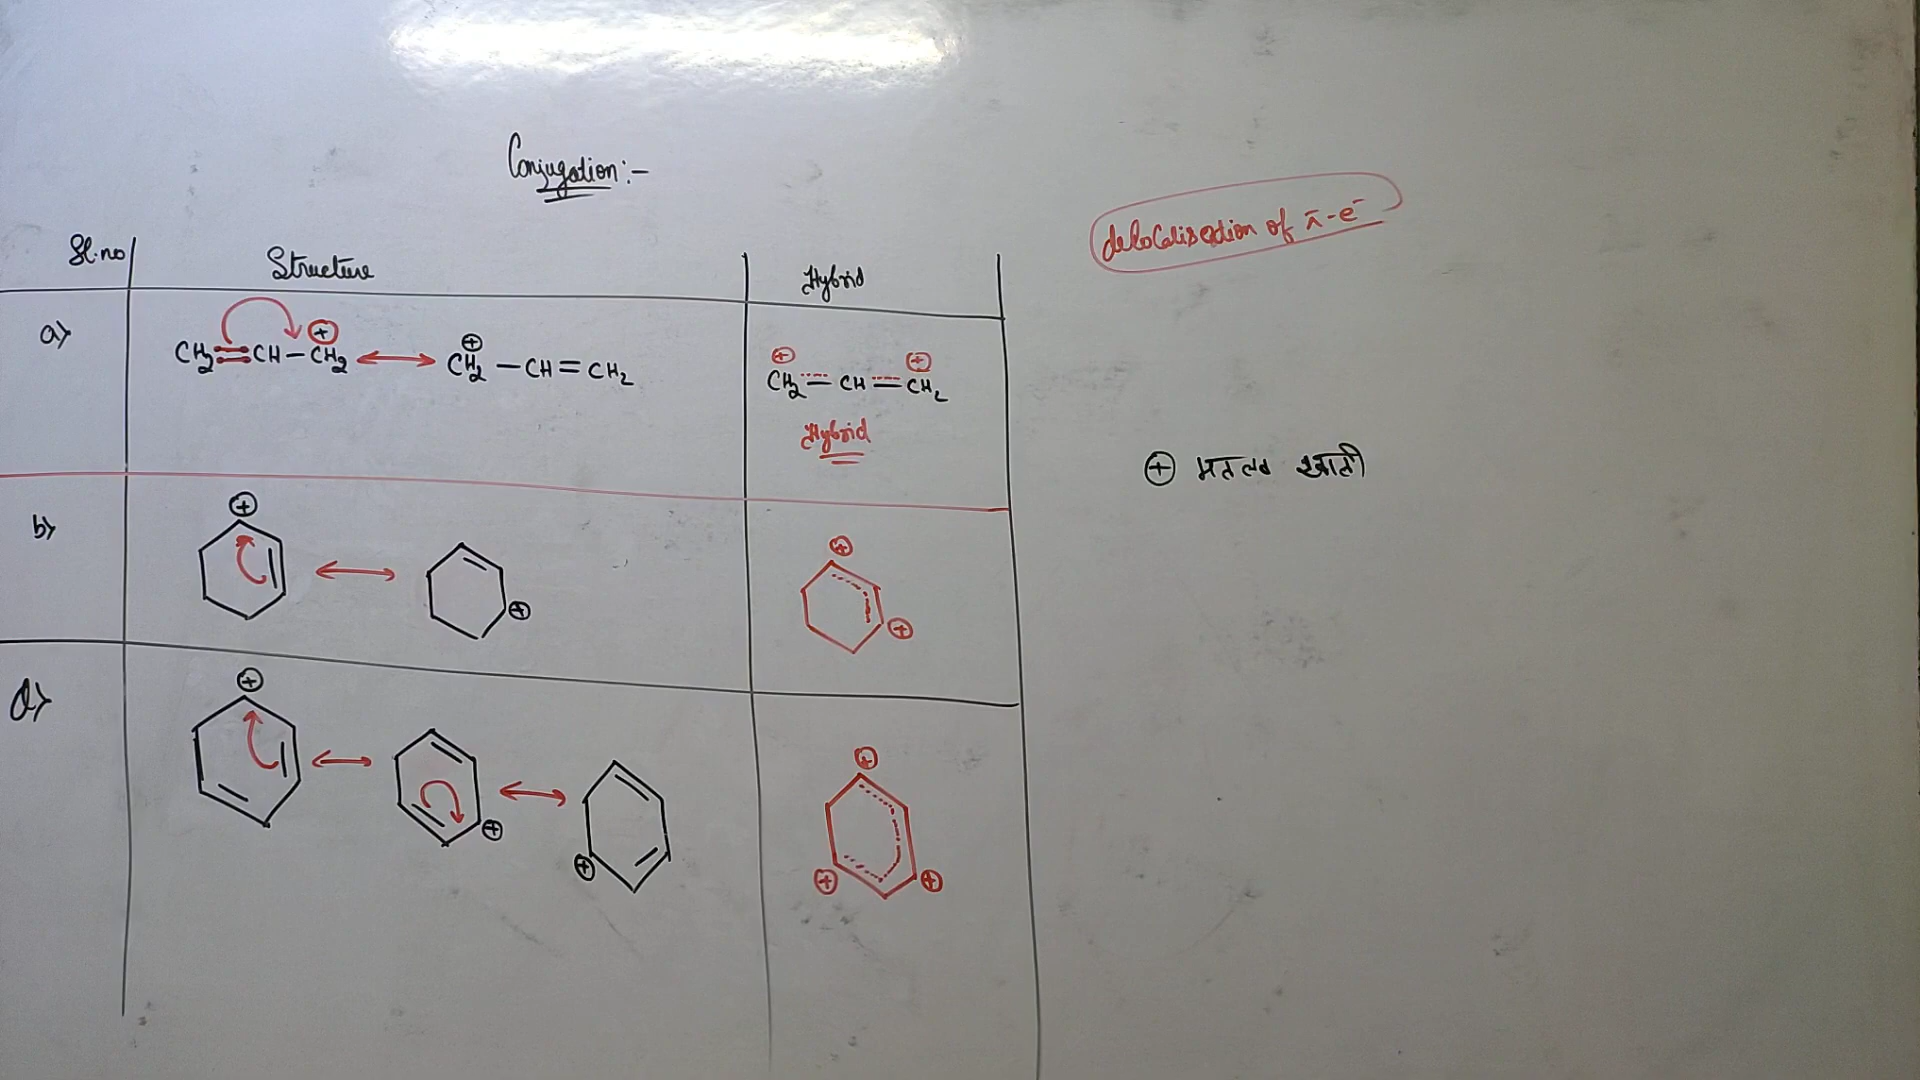 Conjugation:-
delocalisation of π-e⁻
Sl.no Structure Hybrid
a) CH₂=CH-CH₂⊕ ↔ ⊕CH₂-CH=CH₂ ⊕CH₂-CH=CH₂⊕
Hybrid
⊕ मतलब खाली
b) ⊕ ↔ ⊕ ⊕ ⊕
d) ⊕ ↔ ⊕ ↔ ⊕ ⊕ ⊕ ⊕